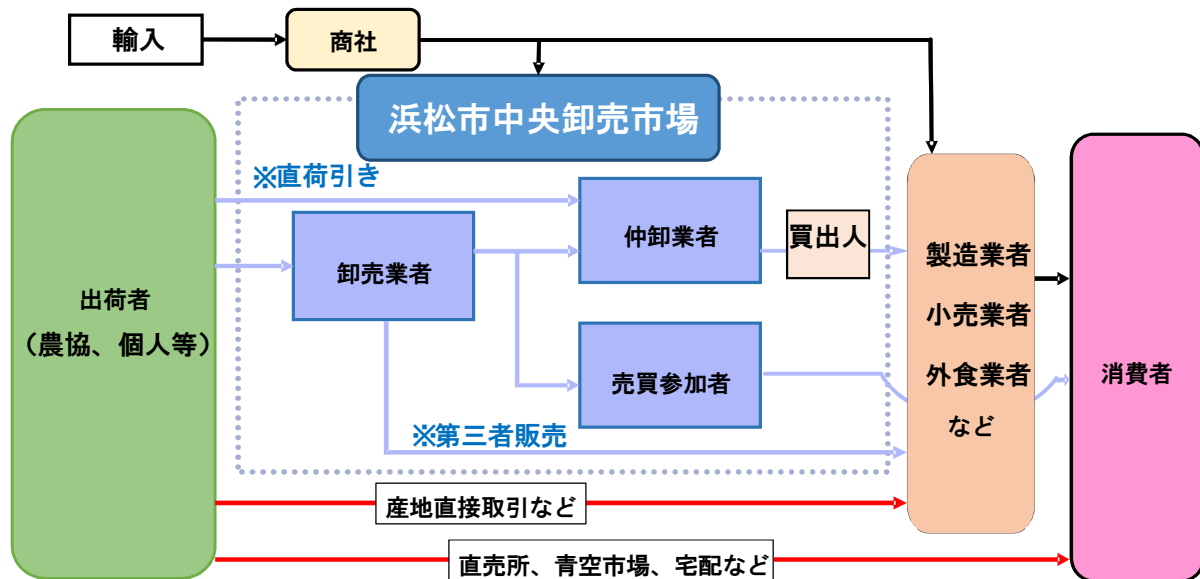 輸入
商社
浜松市中央卸売市場
※直荷引き
仲卸業者
買出人
卸売業者
製造業者
小売業者
外食業者
など
出荷者
（農協、個人等）
売買参加者
消費者
※第三者販売
産地直接取引など
直売所、青空市場、宅配など